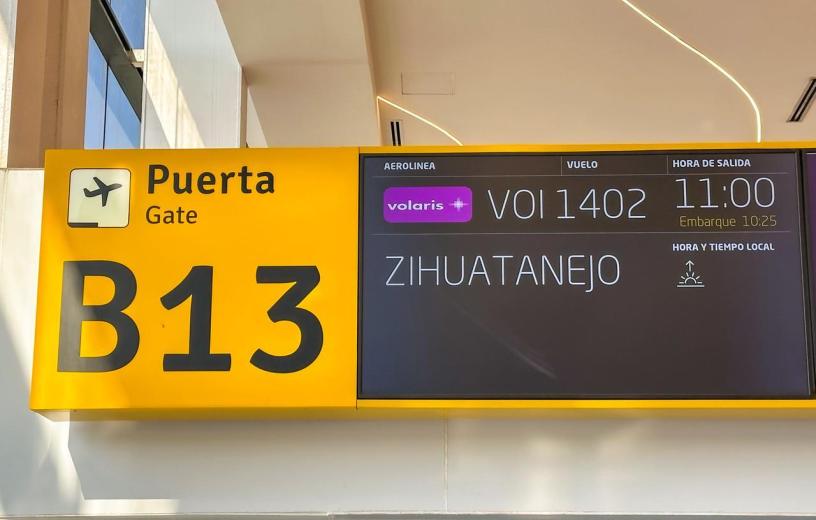 Puerta
Gate
B13
AEROLINEA VUELO HORA DE SALIDA
volaris VOI 1402 11:00
Embarque 10:25
ZIHUATANEJO
HORA Y TIEMPO LOCAL